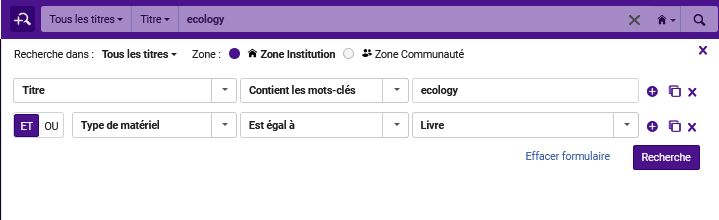 Tous les titres Titre ecology
Recherche dans : Tous les titres Zone : Zone Institution Zone Communauté
Titre Contient les mots-clés ecology
ET OU Type de matériel Est égal à Livre
Effacer formulaire Recherche